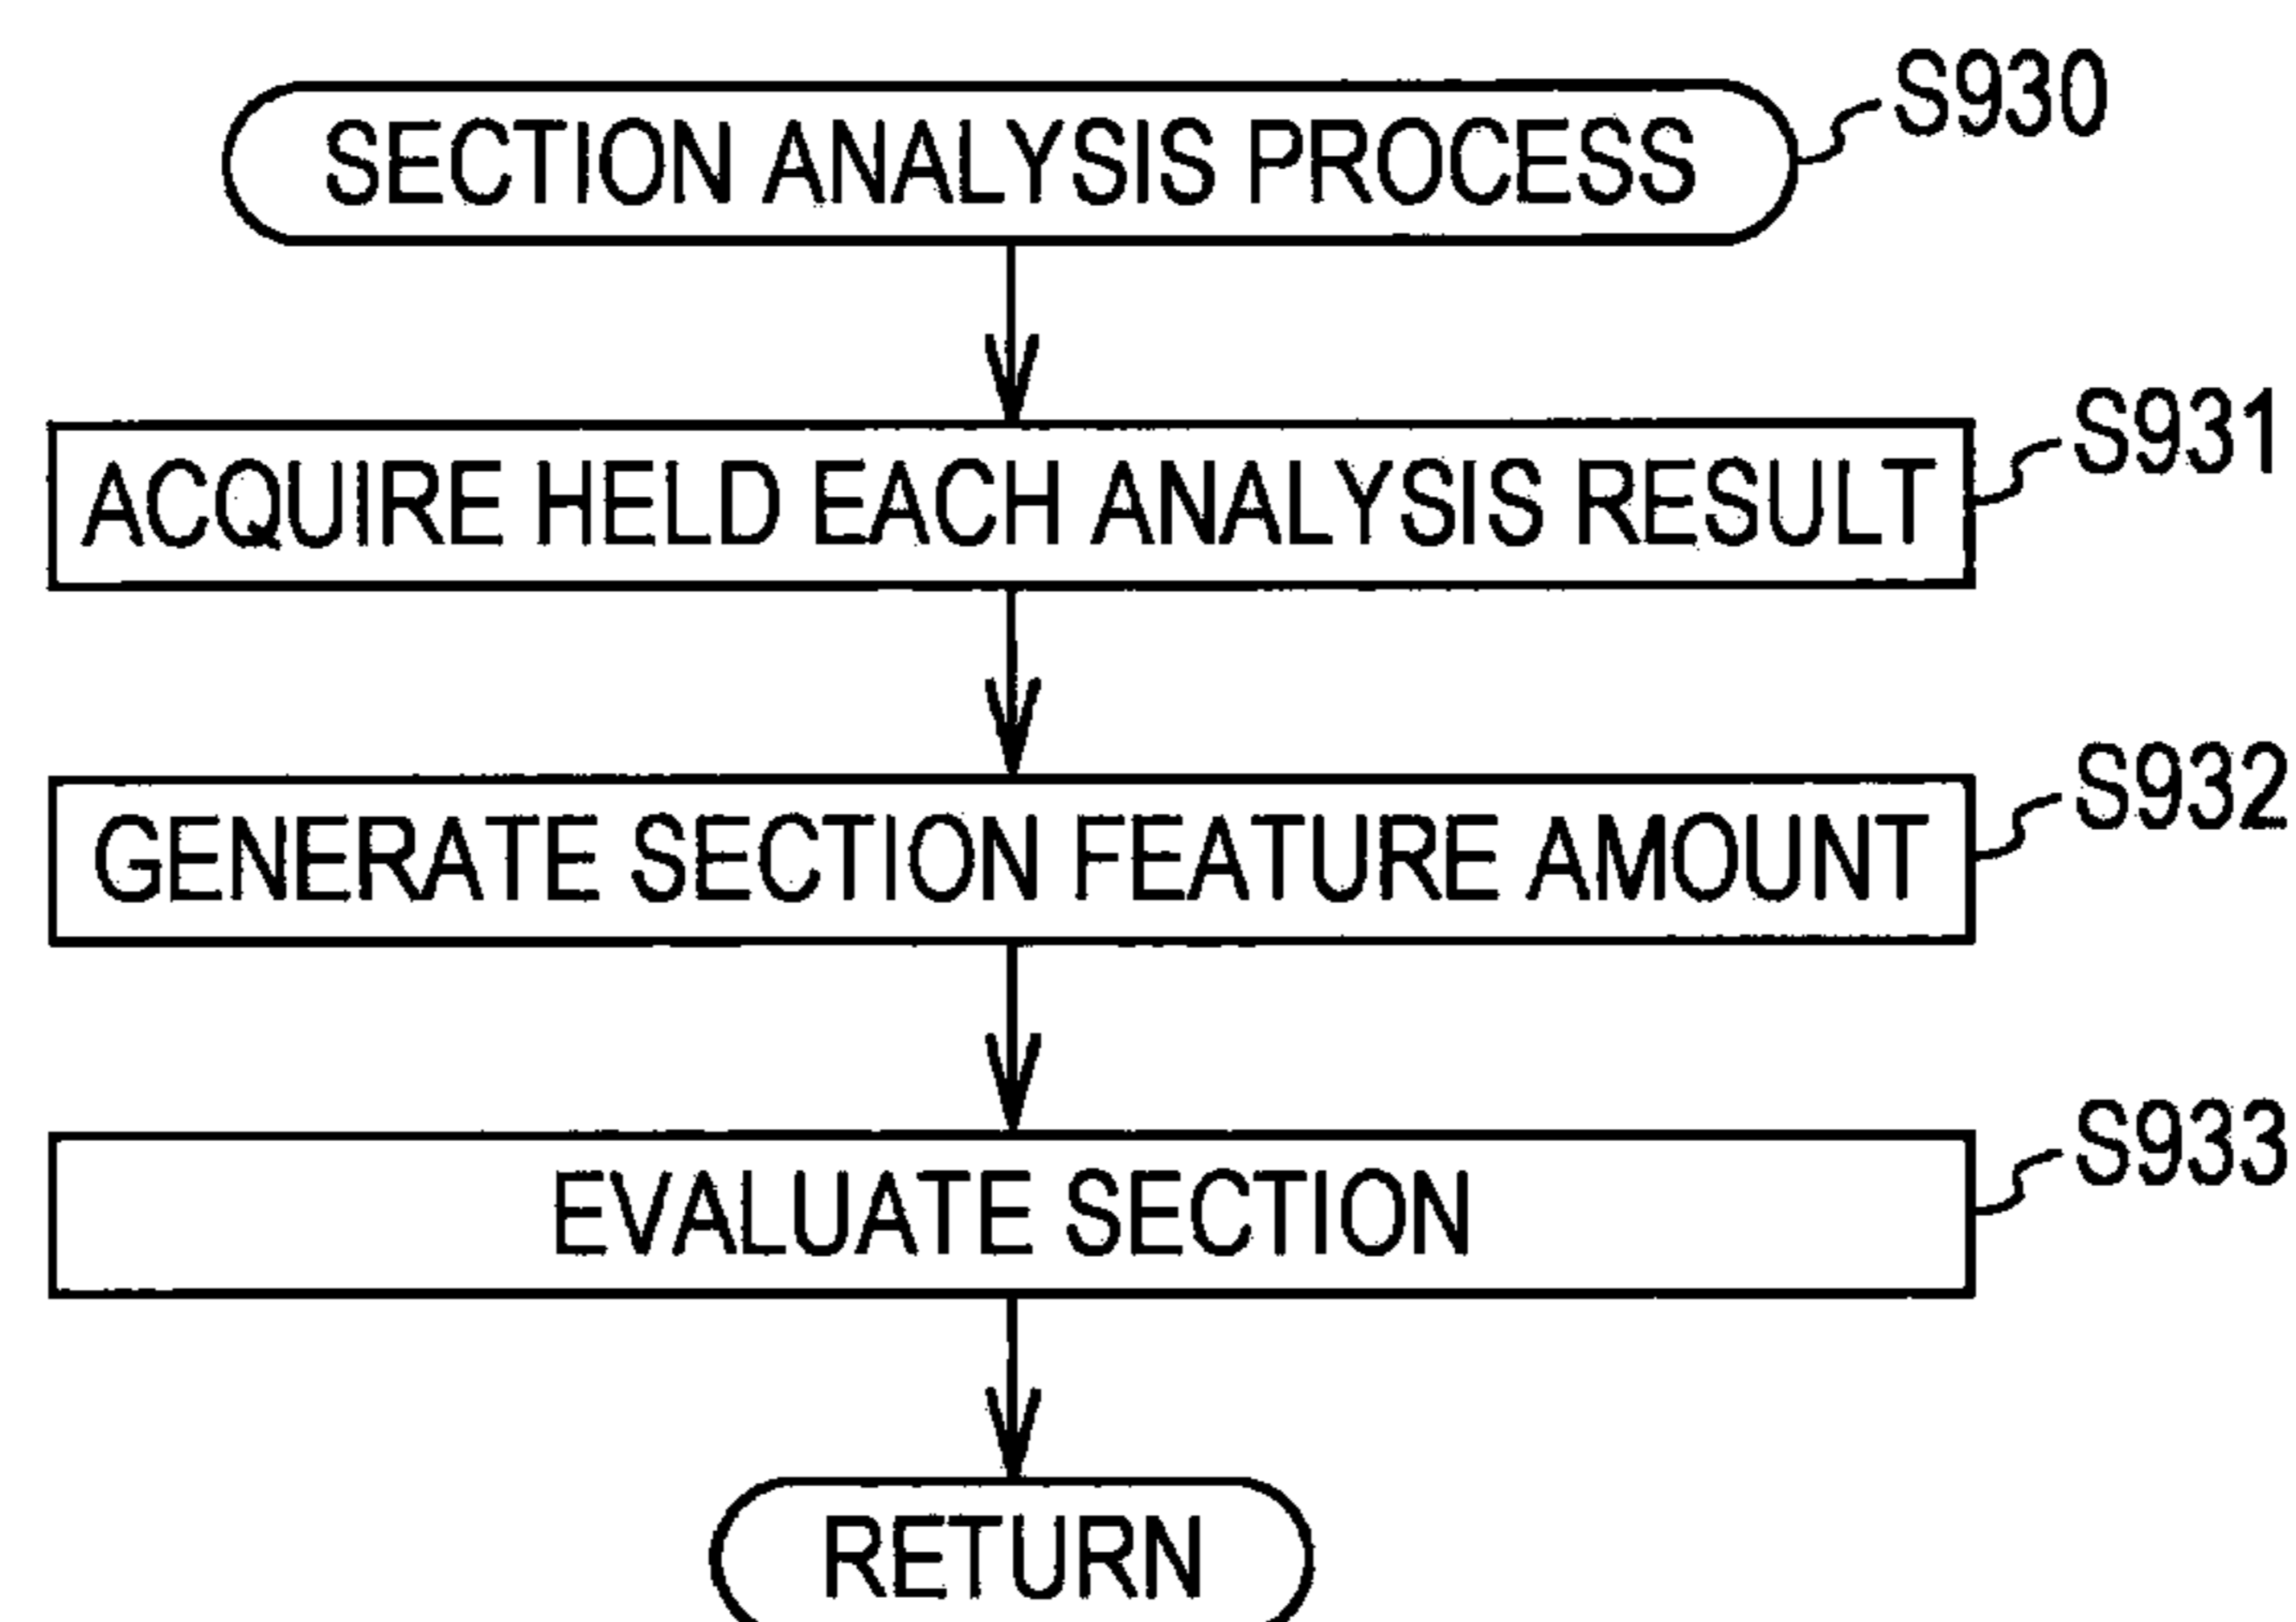 SECTION ANALYSIS PROCESS
S930
ACQUIRE HELD EACH ANALYSIS RESULT
S931
GENERATE SECTION FEATURE AMOUNT
S932
EVALUATE SECTION
S933
RETURN